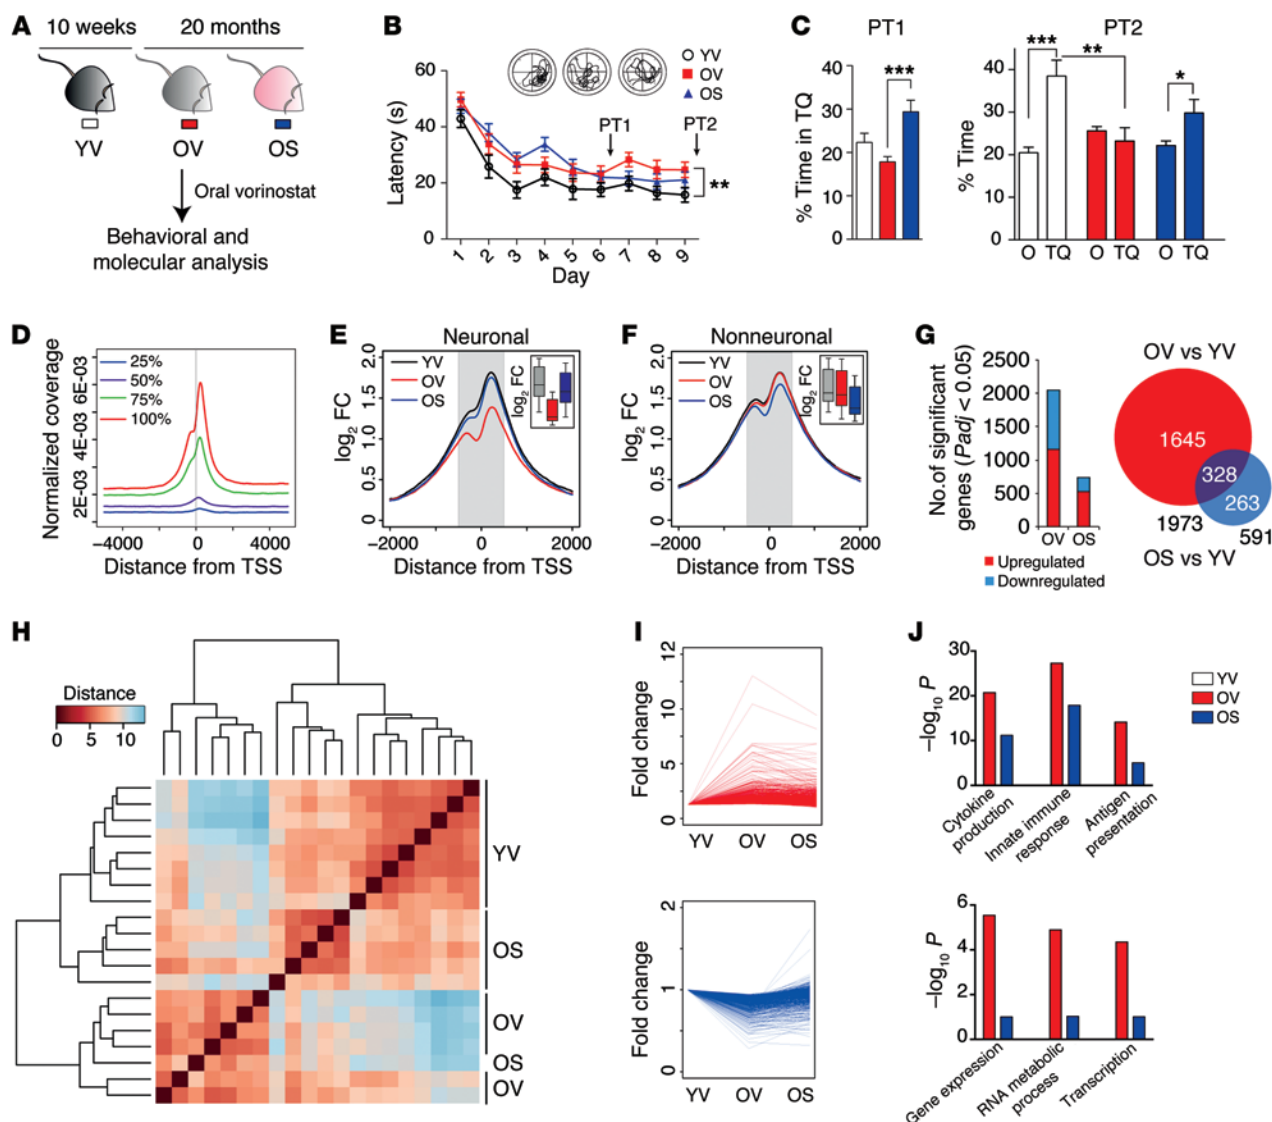 A
10 weeks 20 months
YV OV OS
Oral vorinostat
Behavioral and
molecular analysis
B
YV
OV
OS
60
40
20
0
Latency (s)
PT1 PT2
**
1 2 3 4 5 6 7 8 9
Day
C
PT1
% Time in TQ
40
30
20
10
0
***
PT2
% Time
40
30
20
10
0
*** ** *
O TQ O TQ O TQ
D
Normalized coverage
2E-03 4E-03 6E-03
25%
50%
75%
100%
−4000 0 4000
Distance from TSS
E
Neuronal
log2 FC
2.0
1.5
1.0
0.5
0
YV
OV
OS
log2 FC
−2000 0 2000
Distance from TSS
F
Nonneuronal
log2 FC
2.0
1.5
1.0
0.5
0
YV
OV
OS
log2 FC
−2000 0 2000
Distance from TSS
G
No.of significant
genes (Padj < 0.05)
2500
2000
1500
1000
500
0
OV OS
Upregulated
Downregulated
OV vs YV
1645
328
263
1973
591
OS vs YV
H
Distance
0 5 10
YV
OS
OV
OS
OV
I
Fold change
12
5
0
YV OV OS
Fold change
2
1
0
YV OV OS
J
−log10 P
30
20
10
0
YV
OV
OS
Cytokine
production
Innate immune
response
Antigen
presentation
−log10 P
6
4
2
0
Gene expression
RNA metabolic
process
Transcription